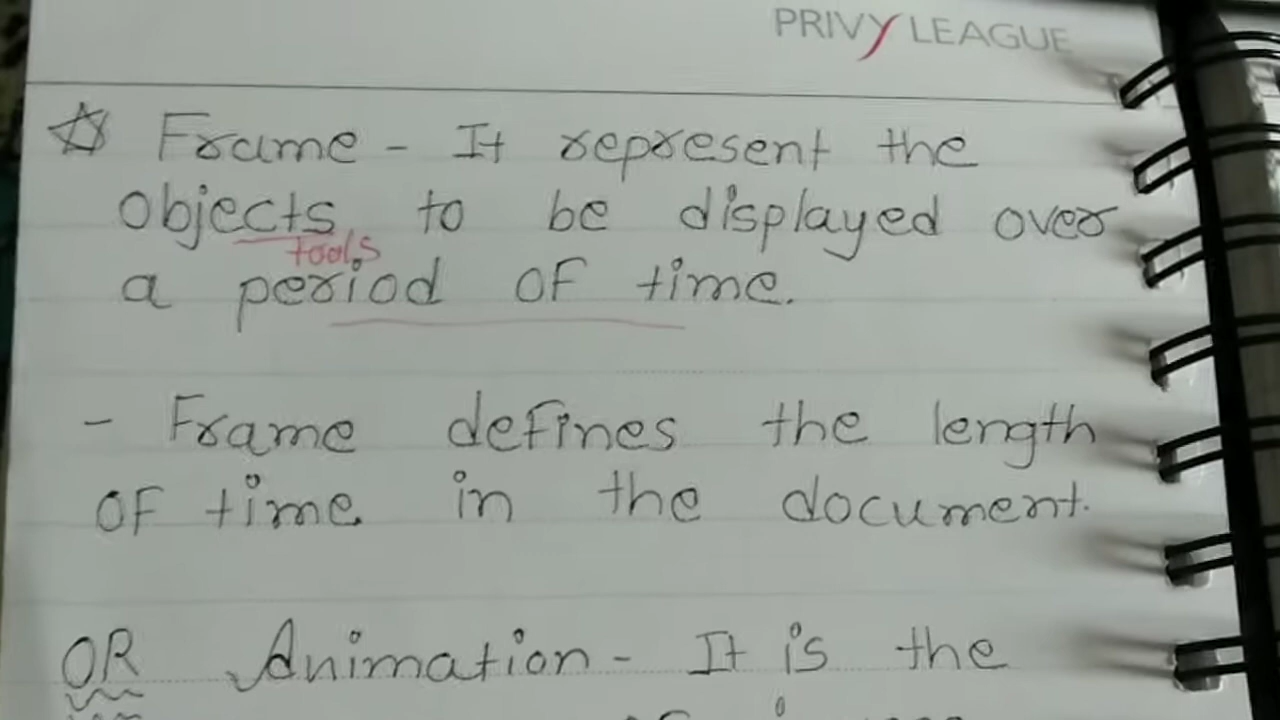 PRIVY LEAGUE
☆ Frame - It represent the
objects, to be displayed over
tools
a period of time.
- Frame defines the length
of time in the document.
OR Animation - It is the